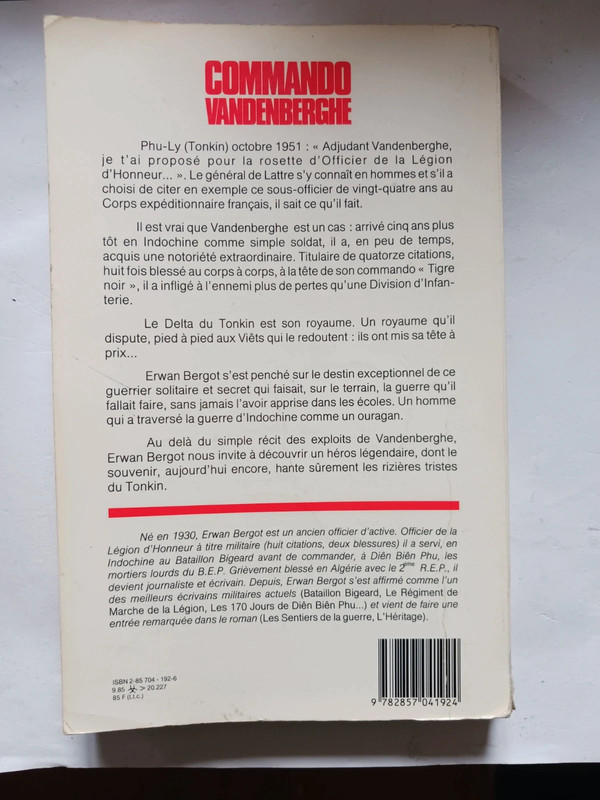 COMMANDO
VANDENBERGHE
Phu-Ly (Tonkin) octobre 1951 : « Adjudant Vandenberghe,
je t'ai proposé pour la rosette d'Officier de la Légion
d'Honneur... ». Le général de Lattre s'y connaît en hommes et s'il a
choisi de citer en exemple ce sous-officier de vingt-quatre ans au
Corps expéditionnaire français, il sait ce qu'il fait.
Il est vrai que Vandenberghe est un cas : arrivé cinq ans plus
tôt en Indochine comme simple soldat, il a, en peu de temps,
acquis une notoriété extraordinaire. Titulaire de quatorze citations,
huit fois blessé au corps à corps, à la tête de son commando « Tigre
noir », il a infligé à l'ennemi plus de pertes qu'une Division d'Infan-
terie.
Le Delta du Tonkin est son royaume. Un royaume qu'il
dispute, pied à pied aux Viêts qui le redoutent : ils ont mis sa tête à
prix...
Erwan Bergot s'est penché sur le destin exceptionnel de ce
guerrier solitaire et secret qui faisait, sur le terrain, la guerre qu'il
fallait faire, sans jamais l'avoir apprise dans les écoles. Un homme
qui a traversé la guerre d'Indochine comme un ouragan.
Au delà du simple récit des exploits de Vandenberghe,
Erwan Bergot nous invite à découvrir un héros légendaire, dont le
souvenir, aujourd'hui encore, hante sûrement les rizières tristes
du Tonkin.
Né en 1930, Erwan Bergot est un ancien officier d'active. Officier de la
Légion d'Honneur à titre militaire (huit citations, deux blessures) il a servi, en
Indochine au Bataillon Bigeard avant de commander, à Diên Biên Phu, les
mortiers lourds du B.E.P. Grièvement blessé en Algérie avec le 2ème R.E.P., il
devient journaliste et écrivain. Depuis, Erwan Bergot s'est affirmé comme l'un
des meilleurs écrivains militaires actuels (Bataillon Bigeard, Le Régiment de
Marche de la Légion, Les 170 Jours de Diên Biên Phu...) et vient de faire une
entrée remarquée dans le roman (Les Sentiers de la guerre, L'Héritage).
ISBN 2-85 704 - 192-6
9.85 > 20.227
85 F (t.t.c.)
9 782857 041924